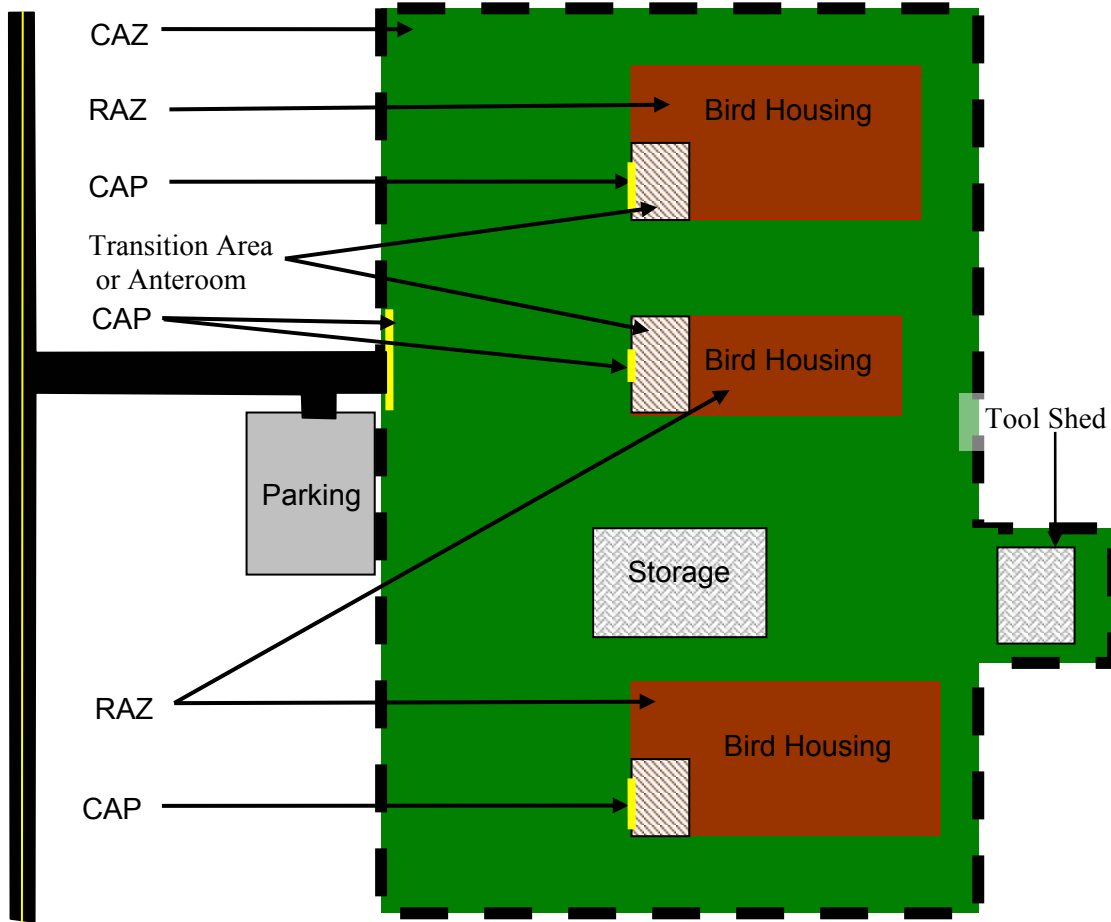 CAZ
RAZ
Bird Housing
CAP
Transition Area
or Anteroom
CAP
Bird Housing
Tool Shed
Parking
Storage
RAZ
Bird Housing
CAP